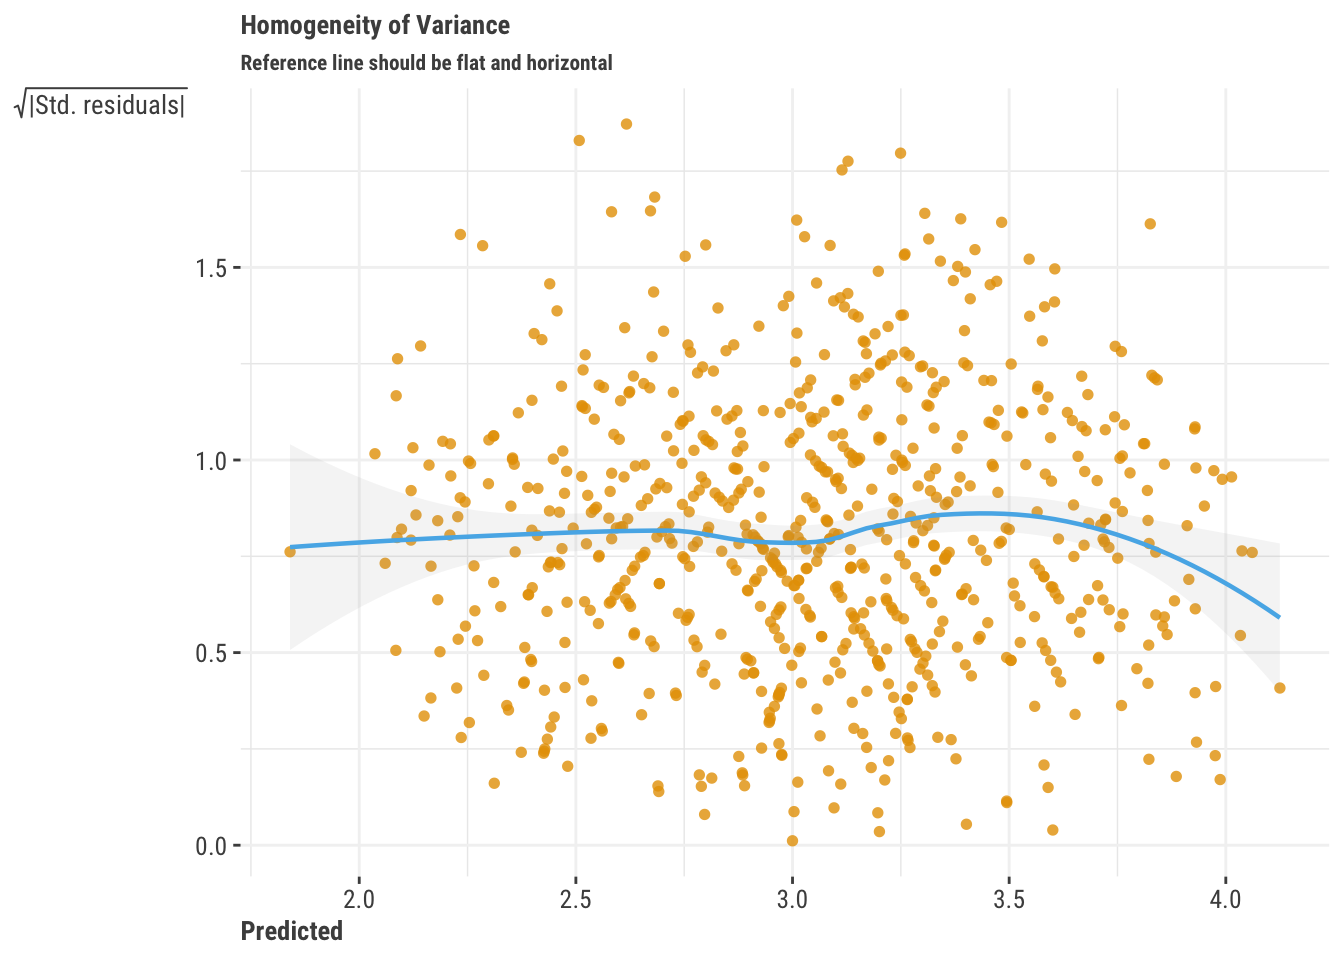 Homogeneity of Variance
Reference line should be flat and horizontal
√|Std. residuals|
1.5
1.0
0.5
0.0
2.0 2.5 3.0 3.5 4.0
Predicted